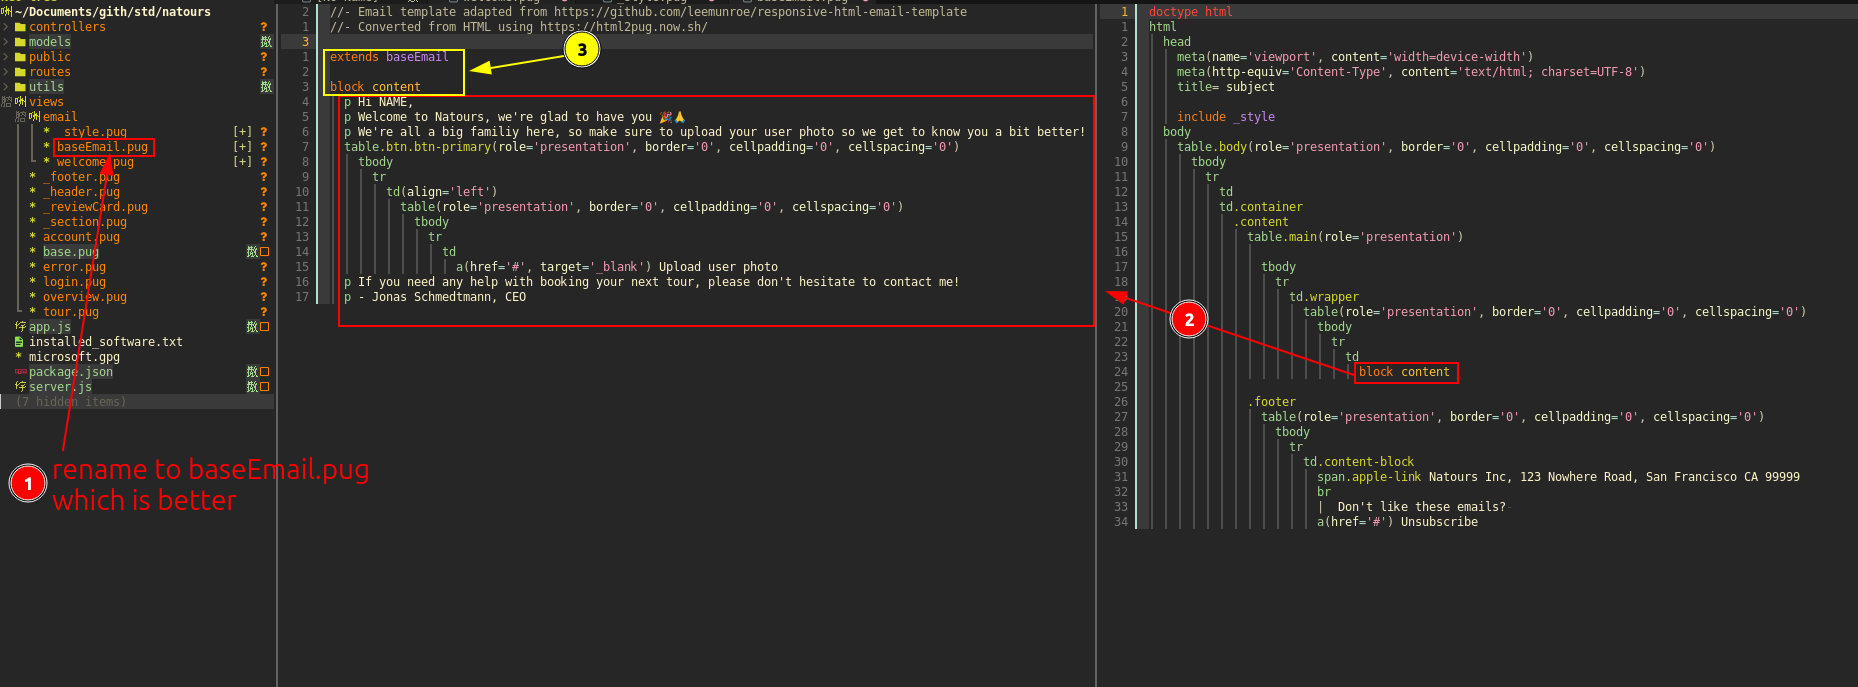 ~/Documents/gith/std/natours
controllers ?
models
public ?
routes ?
utils
views
email
_style.pug [+] ?
* baseEmail.pug [+] ?
* welcome.pug [+] ?
* _footer.pug ?
* _header.pug ?
* _reviewCard.pug ?
* _section.pug ?
* account.pug ?
* base.pug
* error.pug ?
* login.pug ?
* overview.pug ?
* tour.pug ?
app.js
installed_software.txt
* microsoft.gpg
package.json
server.js
(7 hidden items)
1
rename to baseEmail.pug
which is better
2 //- Email template adapted from https://github.com/leemunroe/responsive-html-email-template
1 //- Converted from HTML using https://html2pug.now.sh/
3
1 extends baseEmail
2
3 block content
4 p Hi NAME,
5 p Welcome to Natours, we're glad to have you 🎉🙏
6 p We're all a big familiy here, so make sure to upload your user photo so we get to know you a bit better!
7 table.btn.btn-primary(role='presentation', border='0', cellpadding='0', cellspacing='0')
8 tbody
9 tr
10 td(align='left')
11 table(role='presentation', border='0', cellpadding='0', cellspacing='0')
12 tbody
13 tr
14 td
15 a(href='#', target='_blank') Upload user photo
16 p If you need any help with booking your next tour, please don't hesitate to contact me!
17 p - Jonas Schmedtmann, CEO
3
2
1 doctype html
1 html
2 head
3 meta(name='viewport', content='width=device-width')
4 meta(http-equiv='Content-Type', content='text/html; charset=UTF-8')
5 title= subject
6
7 include _style
8 body
9 table.body(role='presentation', border='0', cellpadding='0', cellspacing='0')
10 tbody
11 tr
12 td
13 td.container
14 .content
15 table.main(role='presentation')
16
17 tbody
18 tr
td.wrapper
20 table(role='presentation', border='0', cellpadding='0', cellspacing='0')
21 tbody
22 tr
23 td
24 block content
25
26 .footer
27 table(role='presentation', border='0', cellpadding='0', cellspacing='0')
28 tbody
29 tr
30 td.content-block
31 span.apple-link Natours Inc, 123 Nowhere Road, San Francisco CA 99999
32 br
33 | Don't like these emails?
34 a(href='#') Unsubscribe